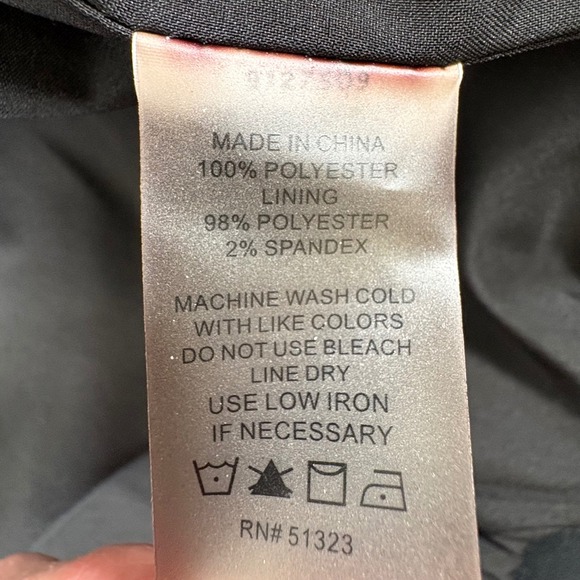 MADE IN CHINA
100% POLYESTER
LINING
98% POLYESTER
2% SPANDEX
MACHINE WASH COLD
WITH LIKE COLORS
DO NOT USE BLEACH
LINE DRY
USE LOW IRON
IF NECESSARY
RN# 51323